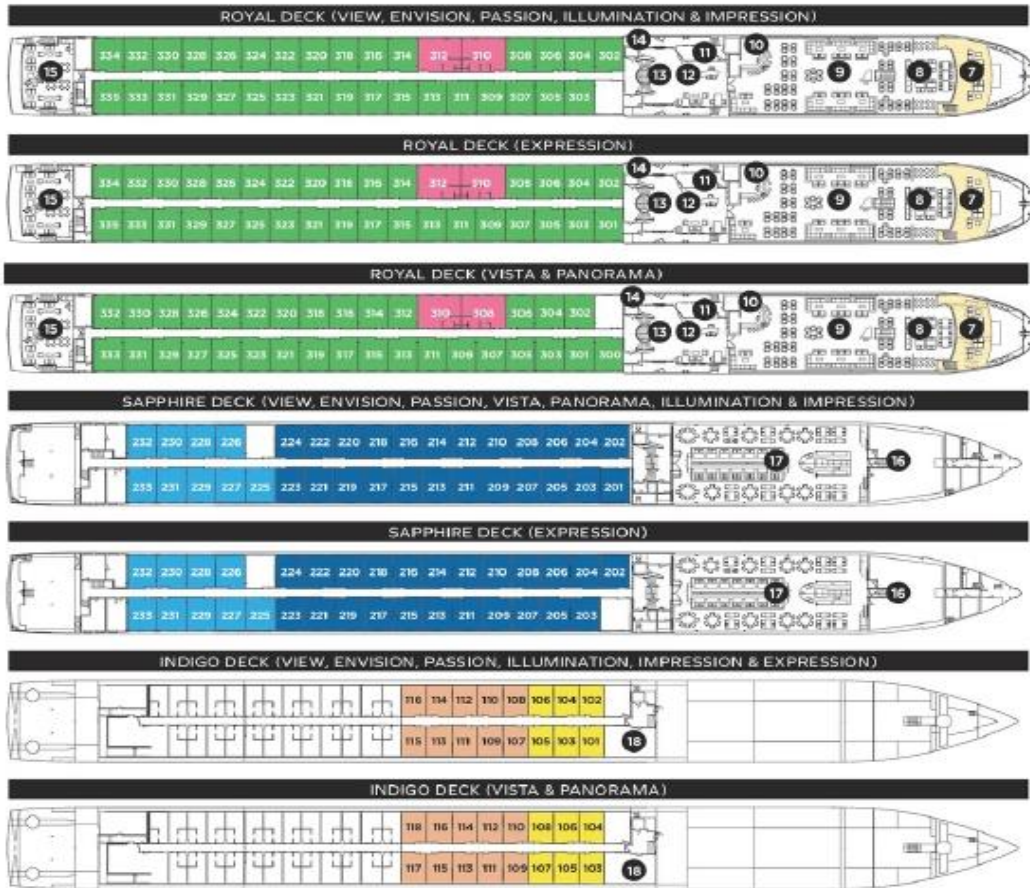 ROYAL DECK (VIEW, ENVISION, PASSION, ILLUMINATION & IMPRESSION)
14 11 10
334 332 330 328 326 324 322 320 318 316 314 312 310 308 306 304 302
15 13 12 9 8 7
335 333 331 329 327 325 323 321 319 317 315 313 311 309 307 305 303
ROYAL DECK (EXPRESSION)
14 11 10
334 332 330 328 326 324 322 320 318 316 314 312 310 308 306 304 302
15 13 12 9 8 7
335 333 331 329 327 325 323 321 319 317 315 313 311 309 307 305 303 301
ROYAL DECK (VISTA & PANORAMA)
14 11 10
332 330 328 326 324 322 320 318 316 314 312 310 308 306 304 302
15 13 12 9 8 7
333 331 329 327 325 323 321 319 317 315 313 311 309 307 305 303 301 300
SAPPHIRE DECK (VIEW, ENVISION, PASSION, VISTA, PANORAMA, ILLUMINATION & IMPRESSION)
232 230 228 226 224 222 220 218 216 214 212 210 208 206 204 202
17 16
233 231 229 227 225 223 221 219 217 215 213 211 209 207 205 203 201
SAPPHIRE DECK (EXPRESSION)
232 230 228 226 224 222 220 218 216 214 212 210 208 206 204 202
17 16
233 231 229 227 225 223 221 219 217 215 213 211 209 207 205 203
INDIGO DECK (VIEW, ENVISION, PASSION, ILLUMINATION, IMPRESSION & EXPRESSION)
116 114 112 110 108 106 104 102
115 113 111 109 107 105 103 101 18
INDIGO DECK (VISTA & PANORAMA)
118 116 114 112 110 108 106 104
117 115 113 111 109 107 105 103 18